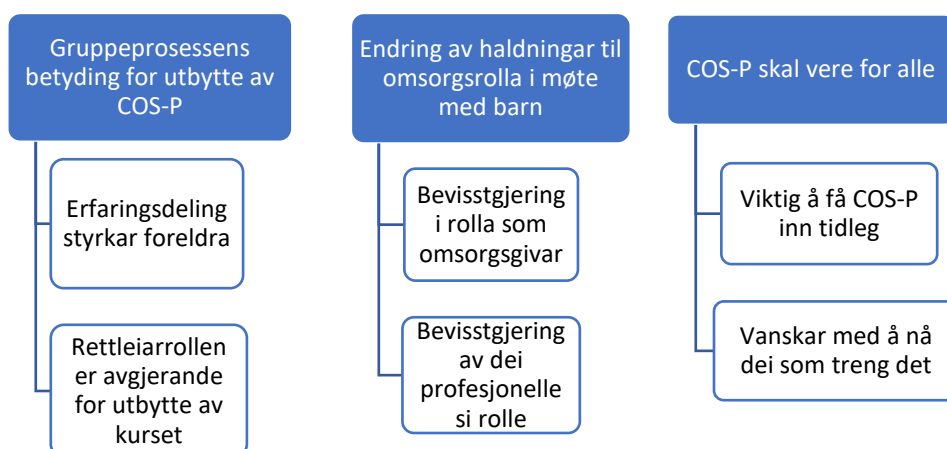 Gruppeprosessens
betyding for utbytte av
COS-P
Erfaringsdeling
styrkar foreldra
Rettleiarrollen
er avgjerande
for utbytte av
kurset
Endring av haldningar til
omsorgsrolla i møte
med barn
Bevisstgjering
i rolla som
omsorgsgivar
Bevisstgjering
av dei
profesjonelle
si rolle
COS-P skal vere for alle
Viktig å få COS-P
inn tidleg
Vanskar med å nå
dei som treng det